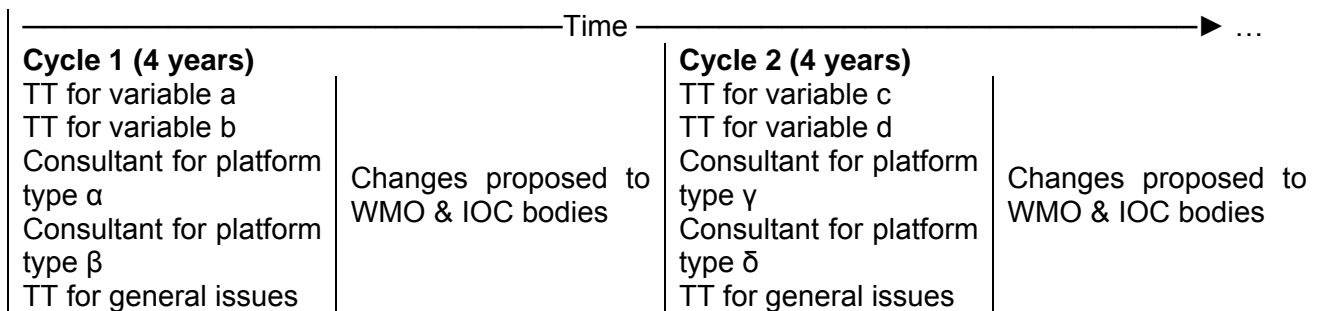 Time ► …
Cycle 1 (4 years)
TT for variable a
TT for variable b
Consultant for platform
type α
Consultant for platform
type β
TT for general issues
Changes proposed to
WMO & IOC bodies
Cycle 2 (4 years)
TT for variable c
TT for variable d
Consultant for platform
type γ
Consultant for platform
type δ
TT for general issues
Changes proposed to
WMO & IOC bodies